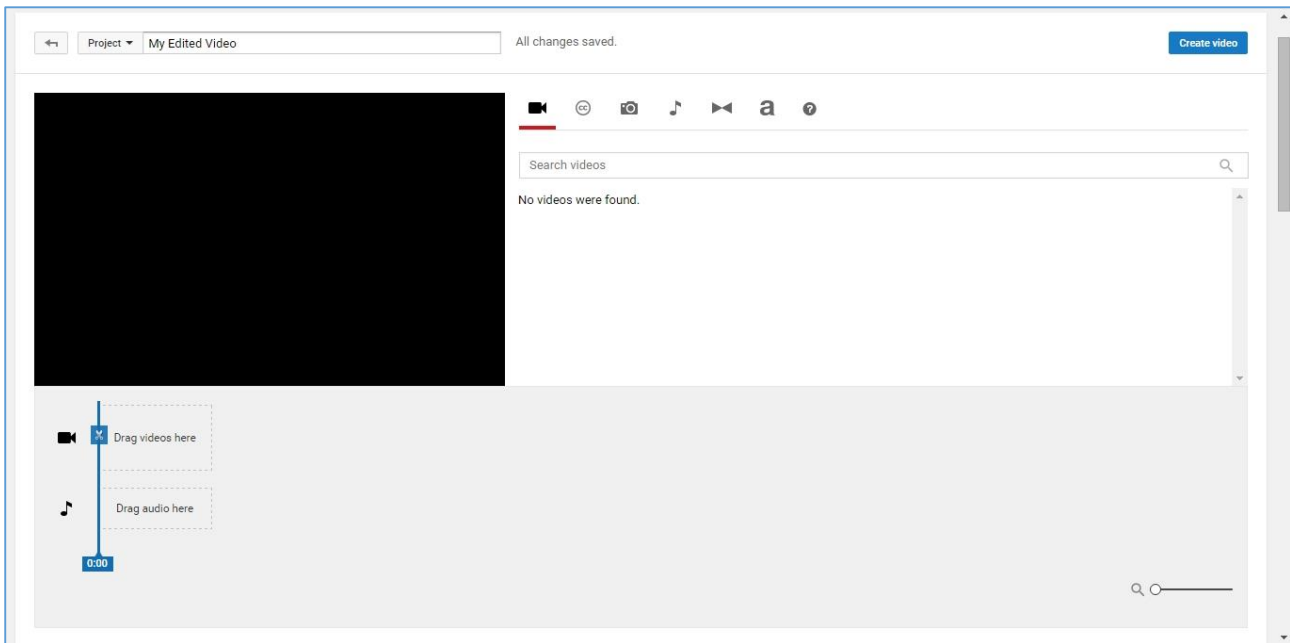 Project My Edited Video All changes saved. Create video
cc a ?
Search videos
No videos were found.
Drag videos here
Drag audio here
0:00